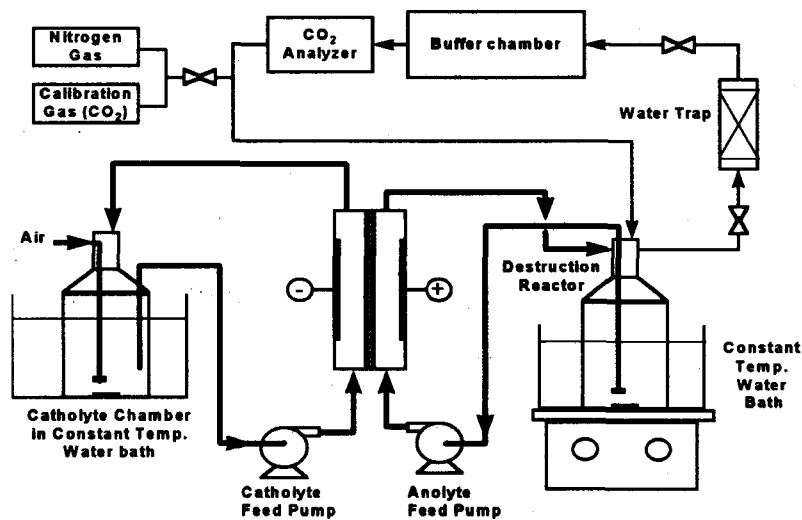 Nitrogen
Gas
Calibration
Gas (CO₂)
CO₂
Analyzer
Buffer chamber
Water Trap
Air
-
+
Destruction
Reactor
Constant
Temp.
Water
Bath
Catholyte Chamber
in Constant Temp.
Water bath
Catholyte
Feed Pump
Anolyte
Feed Pump